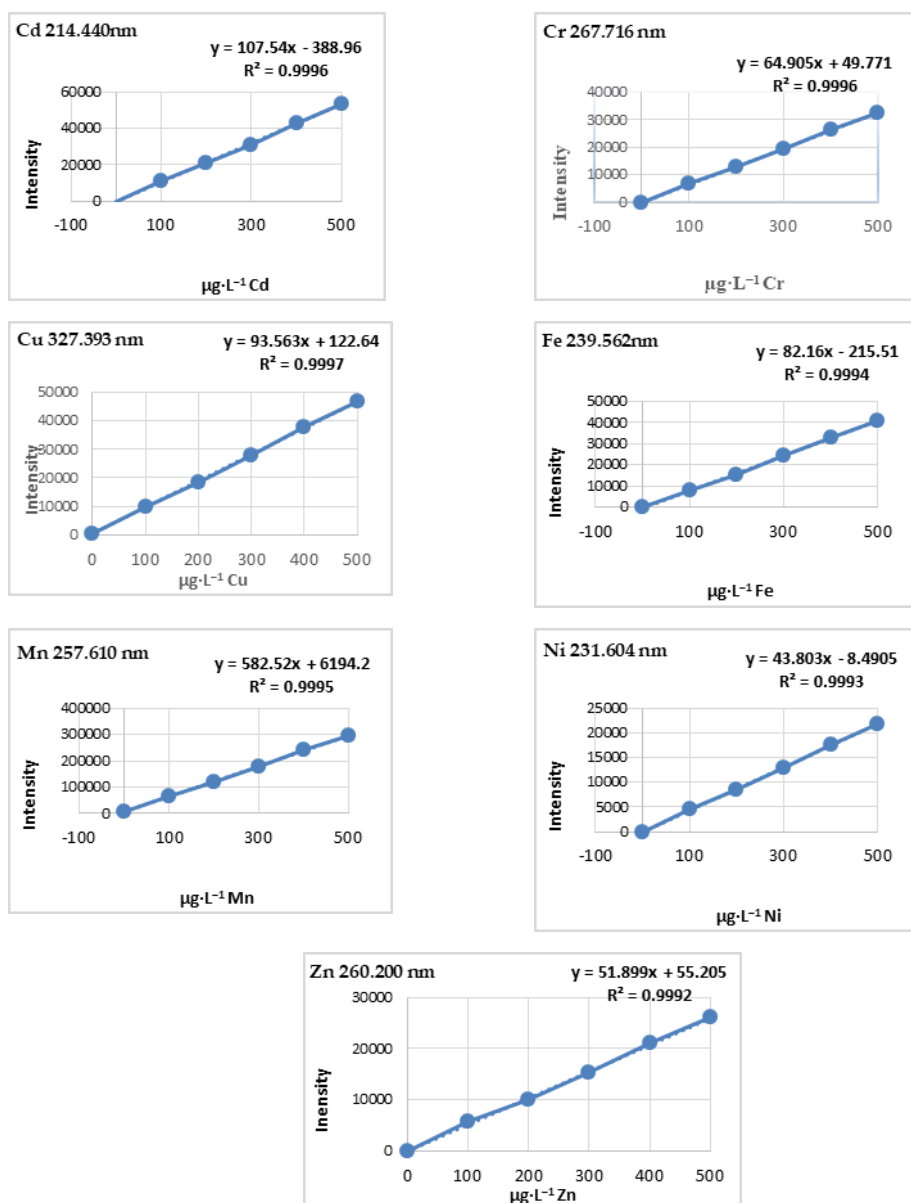 Cd 214.440nm
y = 107.54x - 388.96
R² = 0.9996
60000
40000
20000
0
-100 100 300 500
Intensity
µg·L⁻¹ Cd
Cr 267.716 nm
y = 64.905x + 49.771
R² = 0.9996
40000
30000
20000
10000
0
-100 100 300 500
Intensity
µg·L⁻¹ Cr
Cu 327.393 nm
y = 93.563x + 122.64
R² = 0.9997
50000
40000
30000
20000
10000
0
0 100 200 300 400 500
Intensity
µg·L⁻¹ Cu
Fe 239.562nm
y = 82.16x - 215.51
R² = 0.9994
50000
40000
30000
20000
10000
0
-100 100 300 500
Intensity
µg·L⁻¹ Fe
Mn 257.610 nm
y = 582.52x + 6194.2
R² = 0.9995
400000
300000
200000
100000
0
-100 100 300 500
Intensity
µg·L⁻¹ Mn
Ni 231.604 nm
y = 43.803x - 8.4905
R² = 0.9993
25000
20000
15000
10000
5000
0
-100 100 300 500
Intensity
µg·L⁻¹ Ni
Zn 260.200 nm
y = 51.899x + 55.205
R² = 0.9992
30000
20000
10000
0
0 100 200 300 400 500
Inensity
µg·L⁻¹ Zn